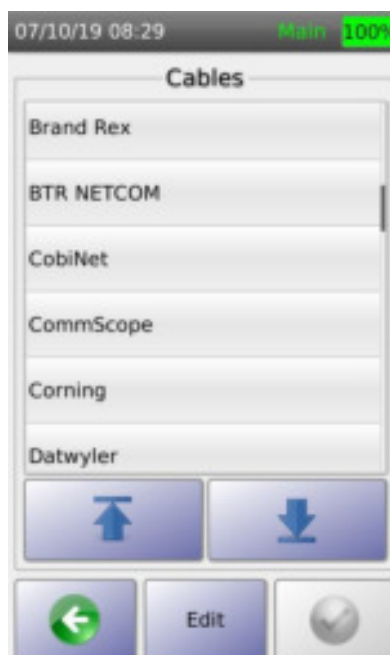 07/10/19 08:29 Main 100%
Cables
Brand Rex
BTR NETCOM
CobiNet
CommScope
Corning
Datwyler
Edit